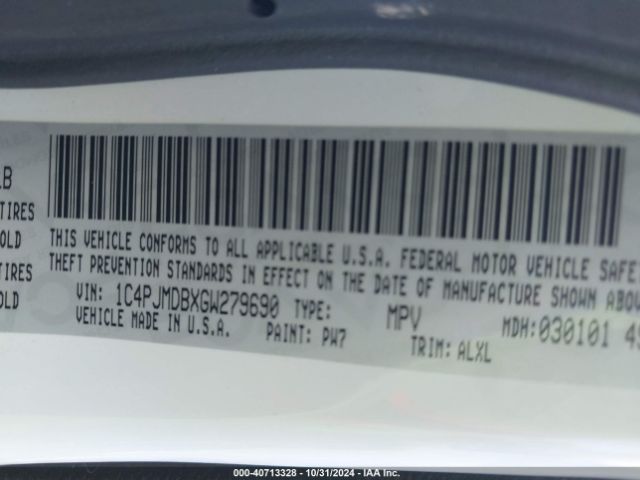 LB
TIRES
OLD
TIRES
OLD
THIS VEHICLE CONFORMS TO ALL APPLICABLE U.S.A. FEDERAL MOTOR VEHICLE SAFE
THEFT PREVENTION STANDARDS IN EFFECT ON THE DATE OF MANUFACTURE SHOWN ABOV
VIN: 1C4PJMDBXGW279690 TYPE: MPV MDH:030101 49
VEHICLE MADE IN U.S.A. PAINT: PW7 TRIM: ALXL
000-40713328 - 10/31/2024 - IAA Inc.